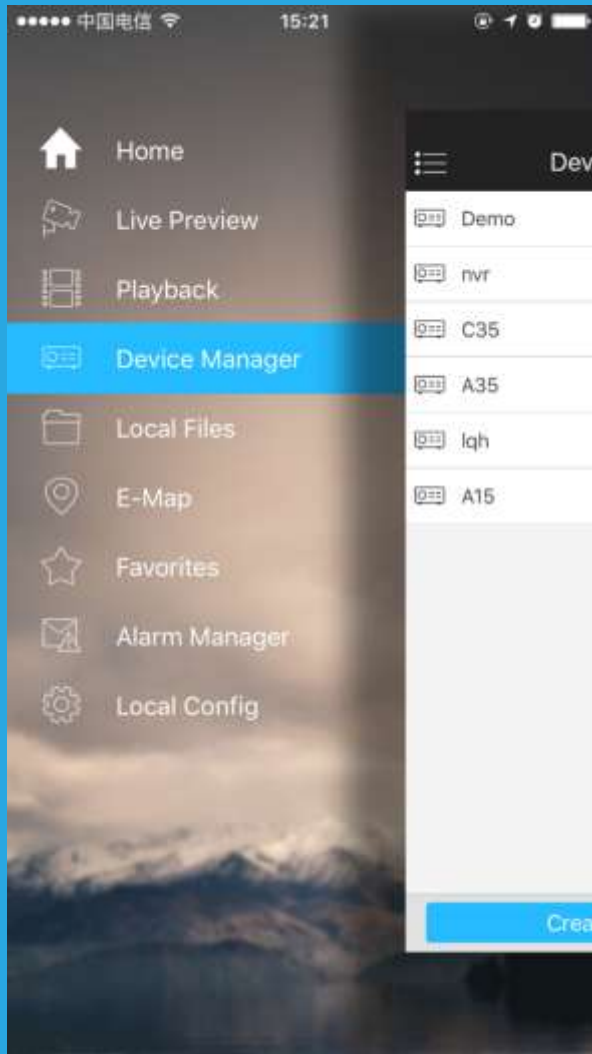 中国电信 15:21
Home
Live Preview
Playback
Device Manager
Local Files
E-Map
Favorites
Alarm Manager
Local Config
Dev
Demo
nvr
C35
A35
lqh
A15
Crea